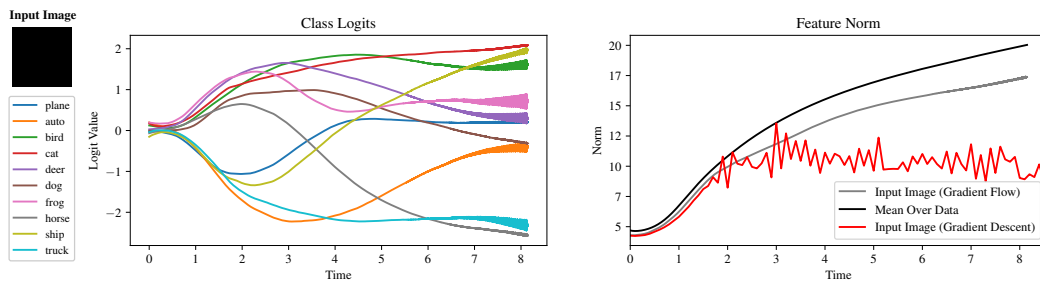 Input Image
plane
auto
bird
cat
deer
dog
frog
horse
ship
truck
Class Logits
Logit Value
2
1
0
−1
−2
0 1 2 3 4 5 6 7 8
Time
Feature Norm
Norm
20
17
15
12
10
7
5
0 1 2 3 4 5 6 7 8
Time
Input Image (Gradient Flow)
Mean Over Data
Input Image (Gradient Descent)